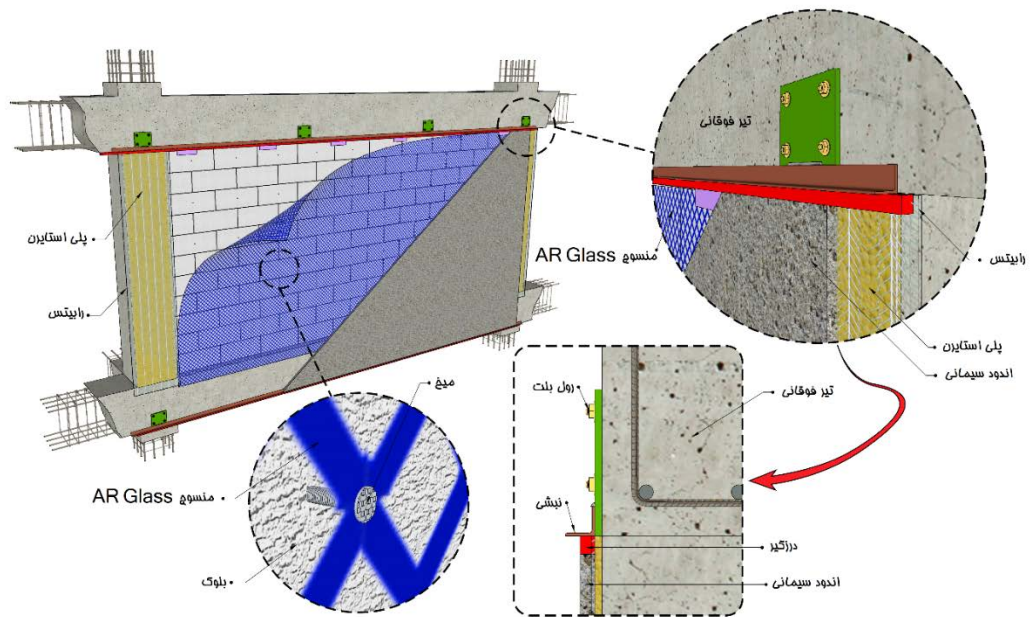 پلی استایرن
رابیتس
تیر فوقانی
منسوج AR Glass
رابیتس
پلی استایرن
اندود سیمانی
میخ
منسوج AR Glass
بلوک
رول بلت
تیر فوقانی
نبشی
درزگیر
اندود سیمانی